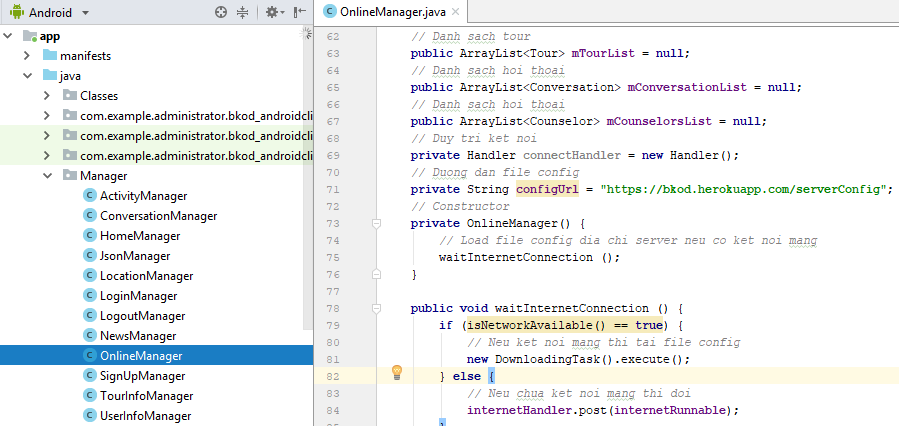 Android
app
manifests
java
Classes
com.example.administrator.bkod_androidcli
com.example.administrator.bkod_androidcli
com.example.administrator.bkod_androidcli
Manager
ActivityManager
ConversationManager
HomeManager
JsonManager
LocationManager
LoginManager
LogoutManager
NewsManager
OnlineManager
SignUpManager
TourInfoManager
UserInfoManager
OnlineManager.java
62 // Danh sach tour
63 public ArrayList<Tour> mTourList = null;
64 // Danh sach hoi thoai
65 public ArrayList<Conversation> mConversationList = null;
66 // Danh sach hoi thoai
67 public ArrayList<Counselor> mCounselorsList = null;
68 // Duy tri ket noi
69 private Handler connectHandler = new Handler();
70 // Duong dan file config
71 private String configUrl = "https://bkod.herokuapp.com/serverConfig";
72 // Constructor
73 private OnlineManager() {
74 // Load file config dia chi server neu co ket noi mang
75 waitInternetConnection ();
76 }
77
78 public void waitInternetConnection () {
79 if (isNetworkAvailable() == true) {
80 // Neu ket noi mang thi tai file config
81 new DownloadingTask().execute();
82 } else {
83 // Neu chua ket noi mang thi doi
84 internetHandler.post(internetRunnable);